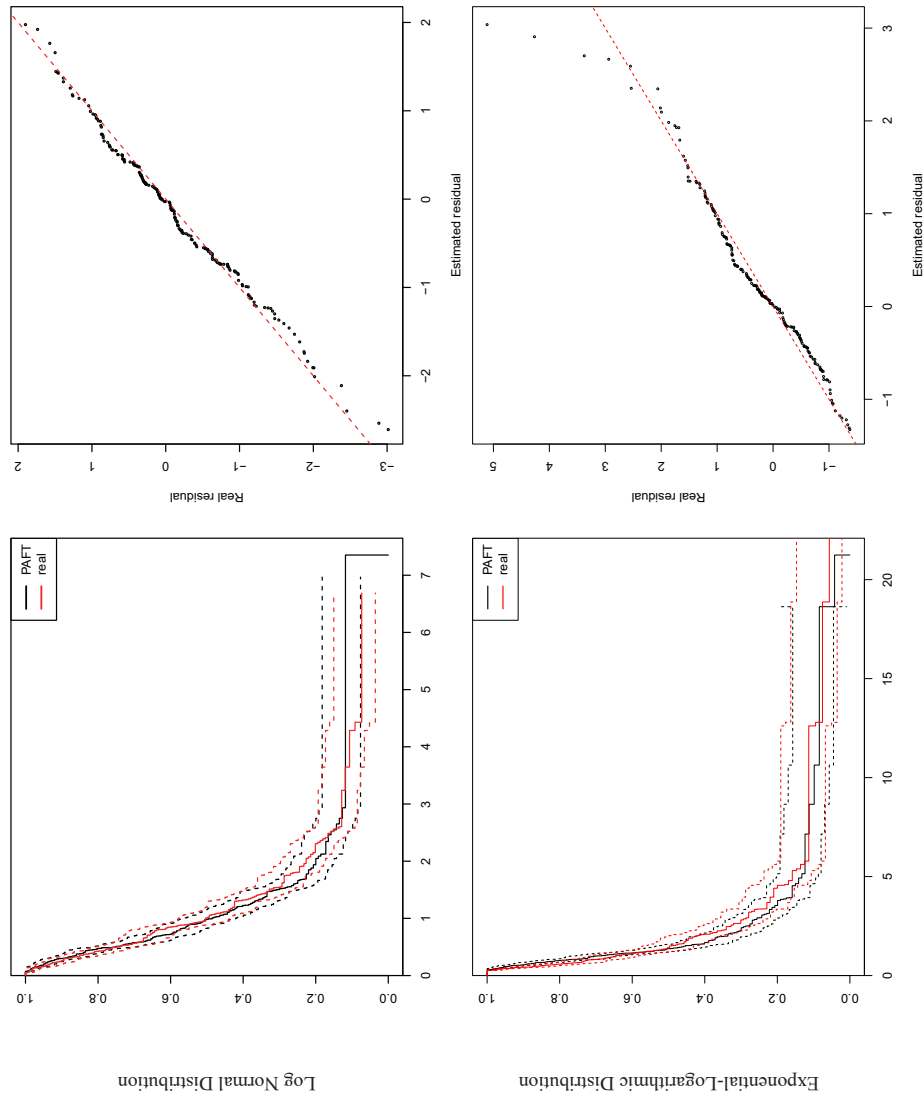 Log Normal Distribution
1.0
0.8
0.6
0.4
0.2
0.0
0 1 2 3 4 5 6 7
PAFT
real
Real residual
2
1
0
−1
−2
−3
−2 −1 0 1 2
Estimated residual
Exponential-Logarithmic Distribution
1.0
0.8
0.6
0.4
0.2
0.0
0 5 10 15 20
PAFT
real
Real residual
5
4
3
2
1
0
−1
−1 0 1 2 3
Estimated residual